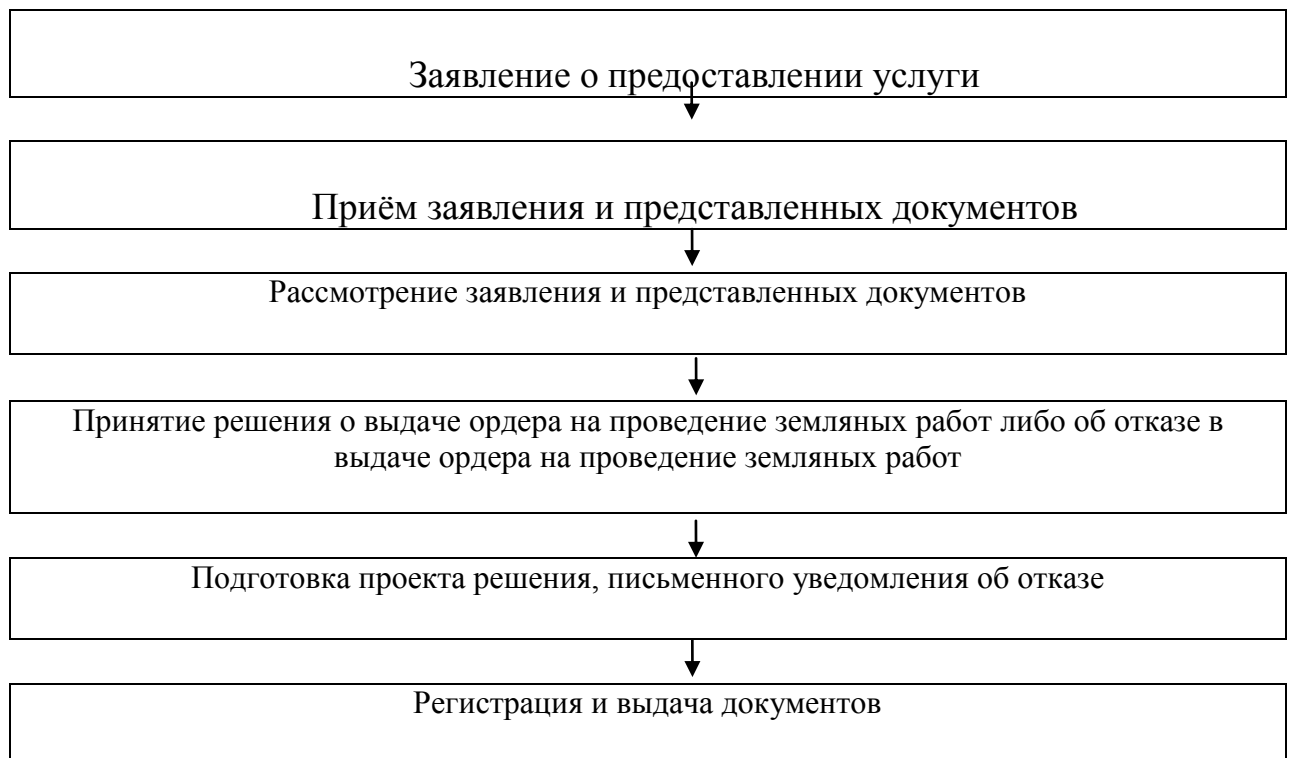 Заявление о предоставлении услуги
Приём заявления и представленных документов
Рассмотрение заявления и представленных документов
Принятие решения о выдаче ордера на проведение земляных работ либо об отказе в
выдаче ордера на проведение земляных работ
Подготовка проекта решения, письменного уведомления об отказе
Регистрация и выдача документов